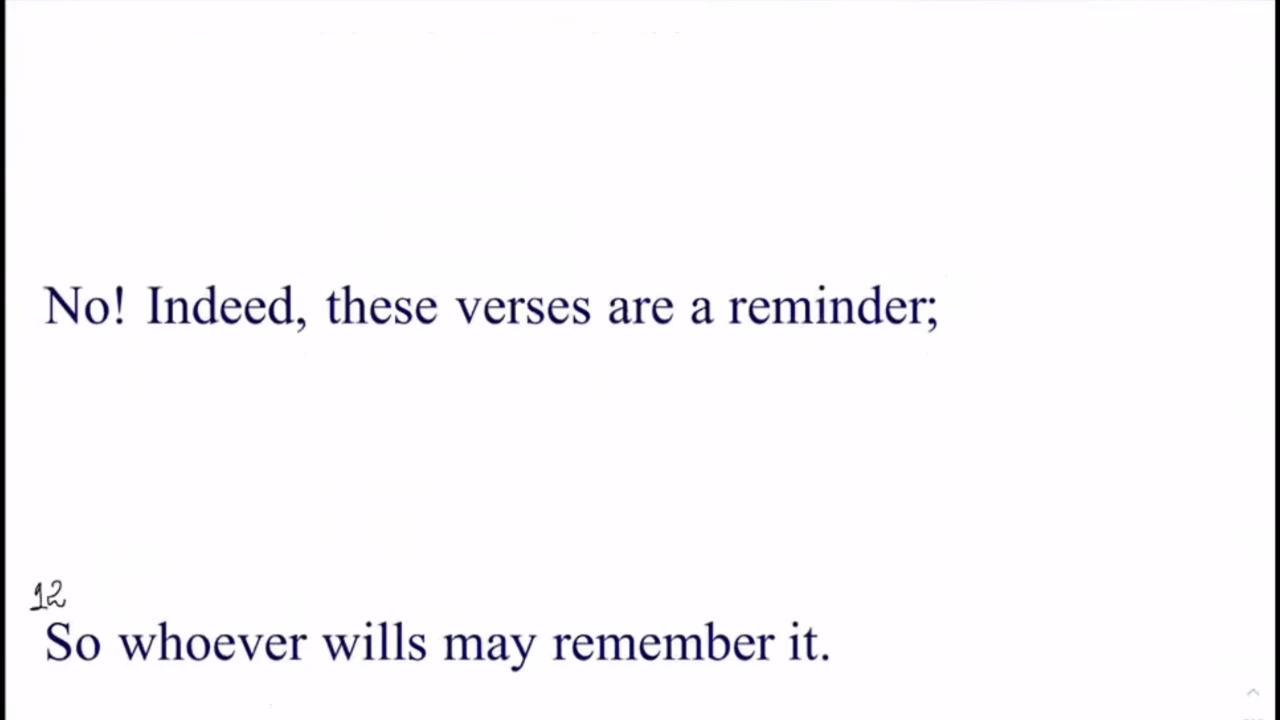 No! Indeed, these verses are a reminder;
12
So whoever wills may remember it.